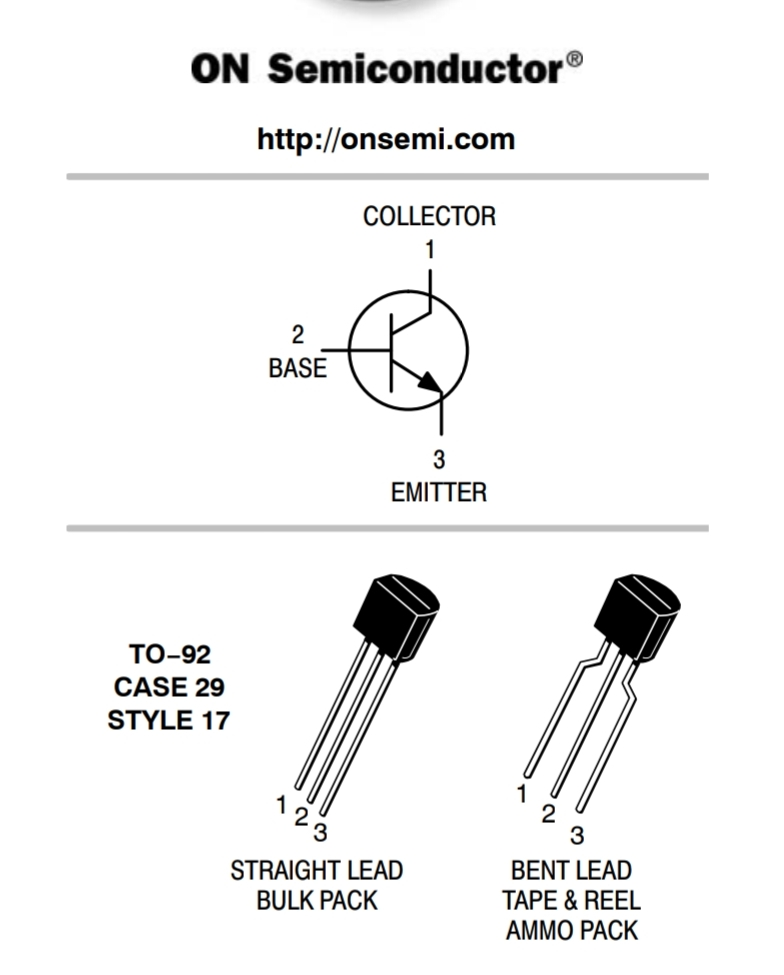 ON Semiconductor®
http://onsemi.com
COLLECTOR
1
2
BASE
3
EMITTER
TO−92
CASE 29
STYLE 17
1
2
3
STRAIGHT LEAD
BULK PACK
1
2
3
BENT LEAD
TAPE & REEL
AMMO PACK